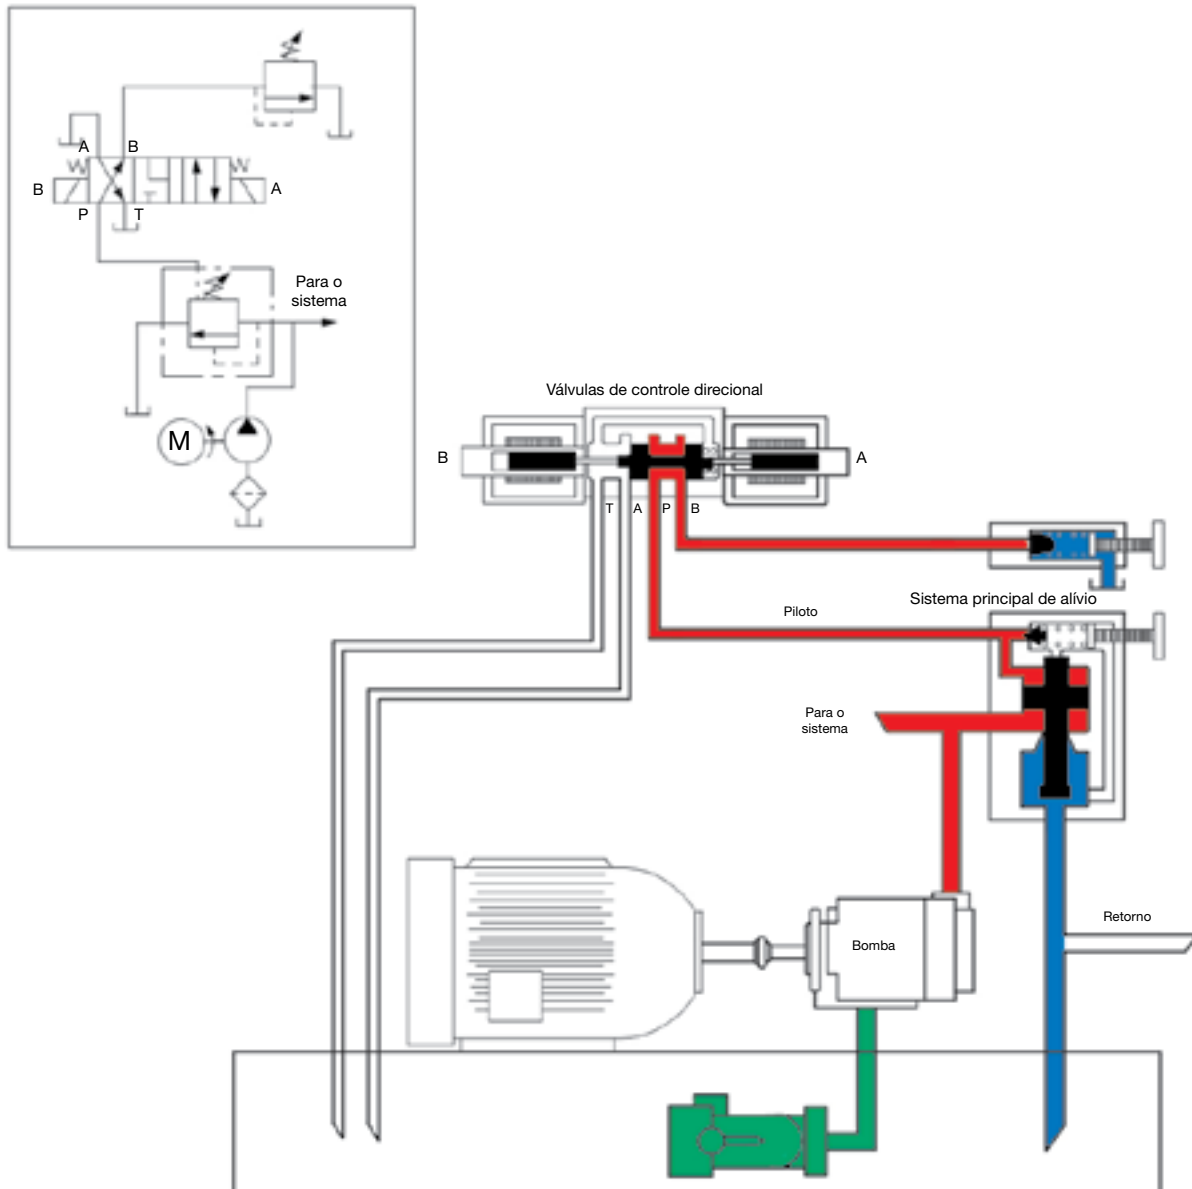 A B
B A
P T
Para o
sistema
M
Válvulas de controle direcional
B A
T A P B
Sistema principal de alívio
Piloto
Para o
sistema
Retorno
Bomba